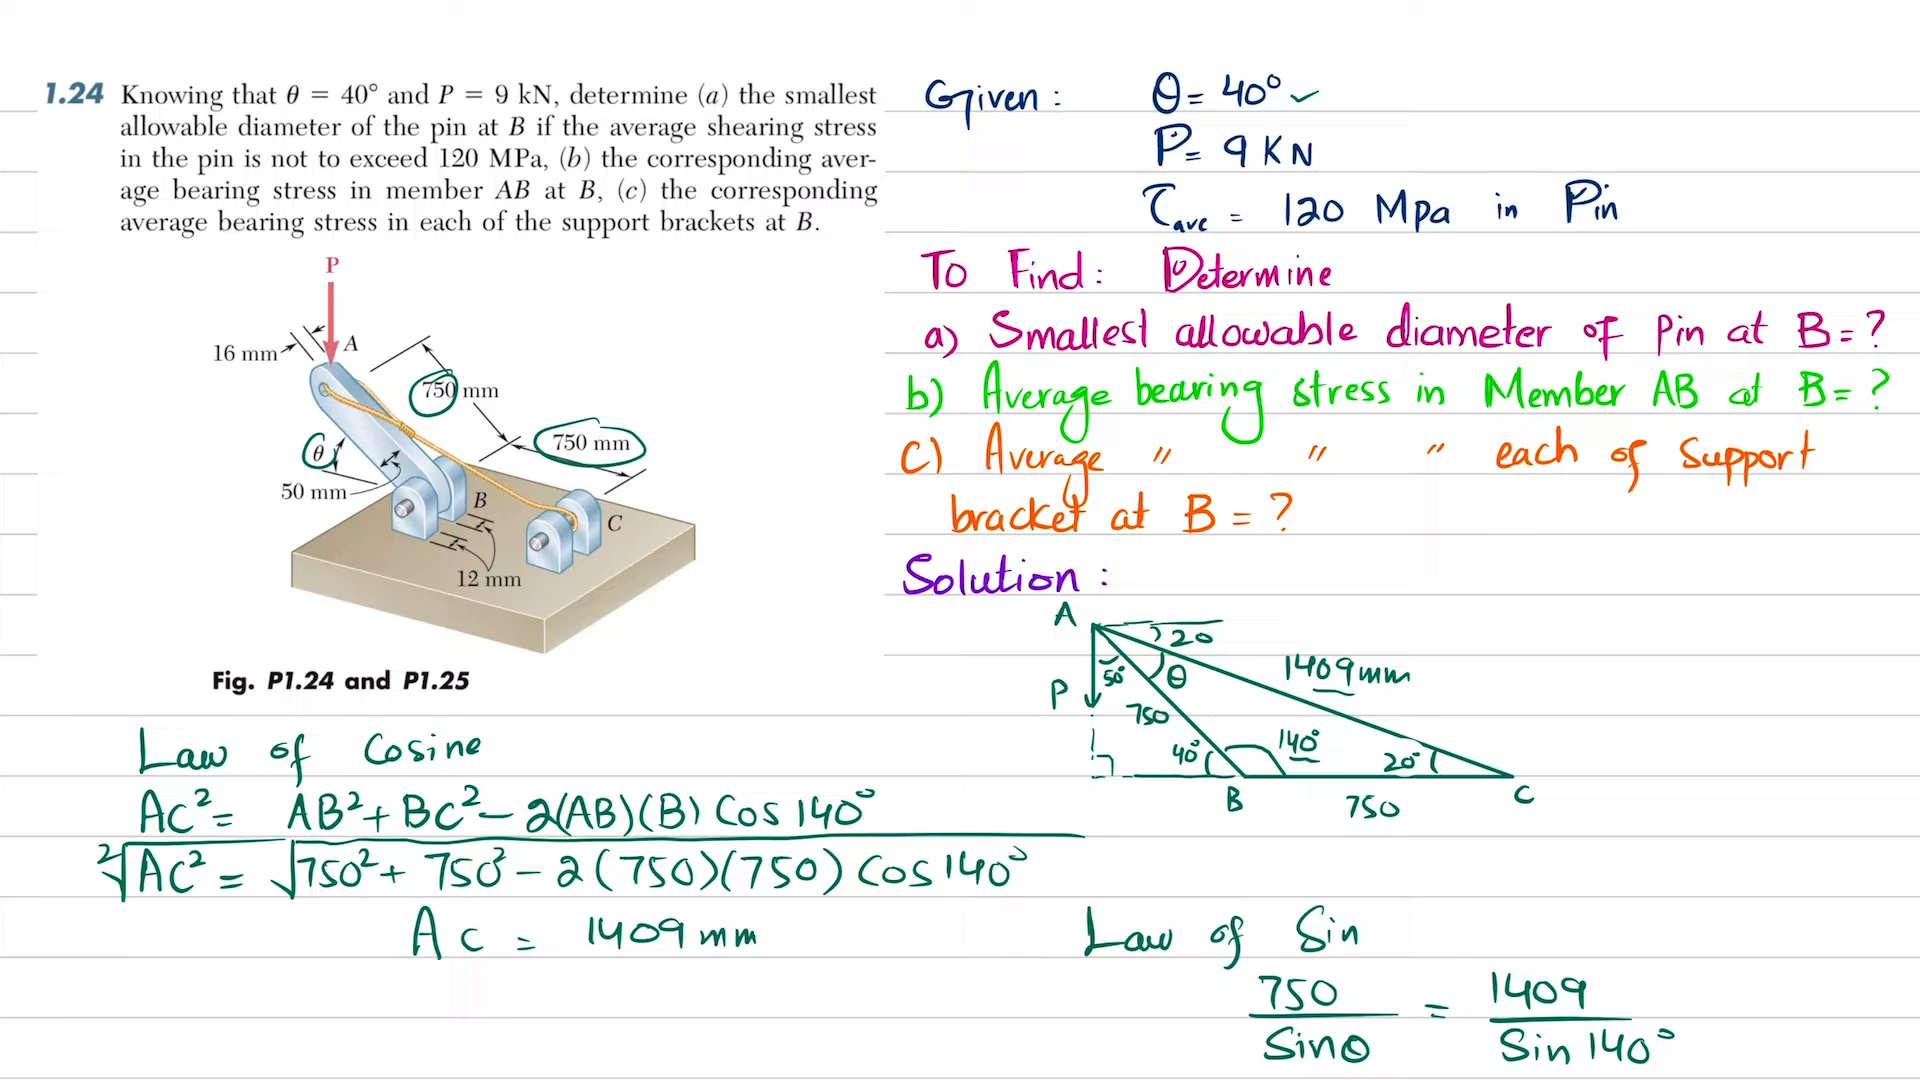 1.24 Knowing that θ = 40° and P = 9 kN, determine (a) the smallest
allowable diameter of the pin at B if the average shearing stress
in the pin is not to exceed 120 MPa, (b) the corresponding aver-
age bearing stress in member AB at B, (c) the corresponding
average bearing stress in each of the support brackets at B.
P
16 mm
A
750 mm
750 mm
θ
50 mm
B
C
12 mm
Fig. P1.24 and P1.25
Given : θ = 40° ✓
P = 9 KN
τave = 120 Mpa in Pin
To Find : Determine
a) Smallest allowable diameter of Pin at B = ?
b) Average bearing stress in Member AB at B = ?
C) Average " " " each of Support
bracket at B = ?
Solution :
A
20
1409 mm
50°
θ
P
750
40°
140°
20°
B
750
C
Law of Cosine
AC² = AB² + BC² – 2(AB)(B) Cos 140°
²√AC² = √750² + 750² – 2 (750)(750) Cos 140°
AC = 1409 mm
Law of Sin
750 / Sinθ = 1409 / Sin 140°